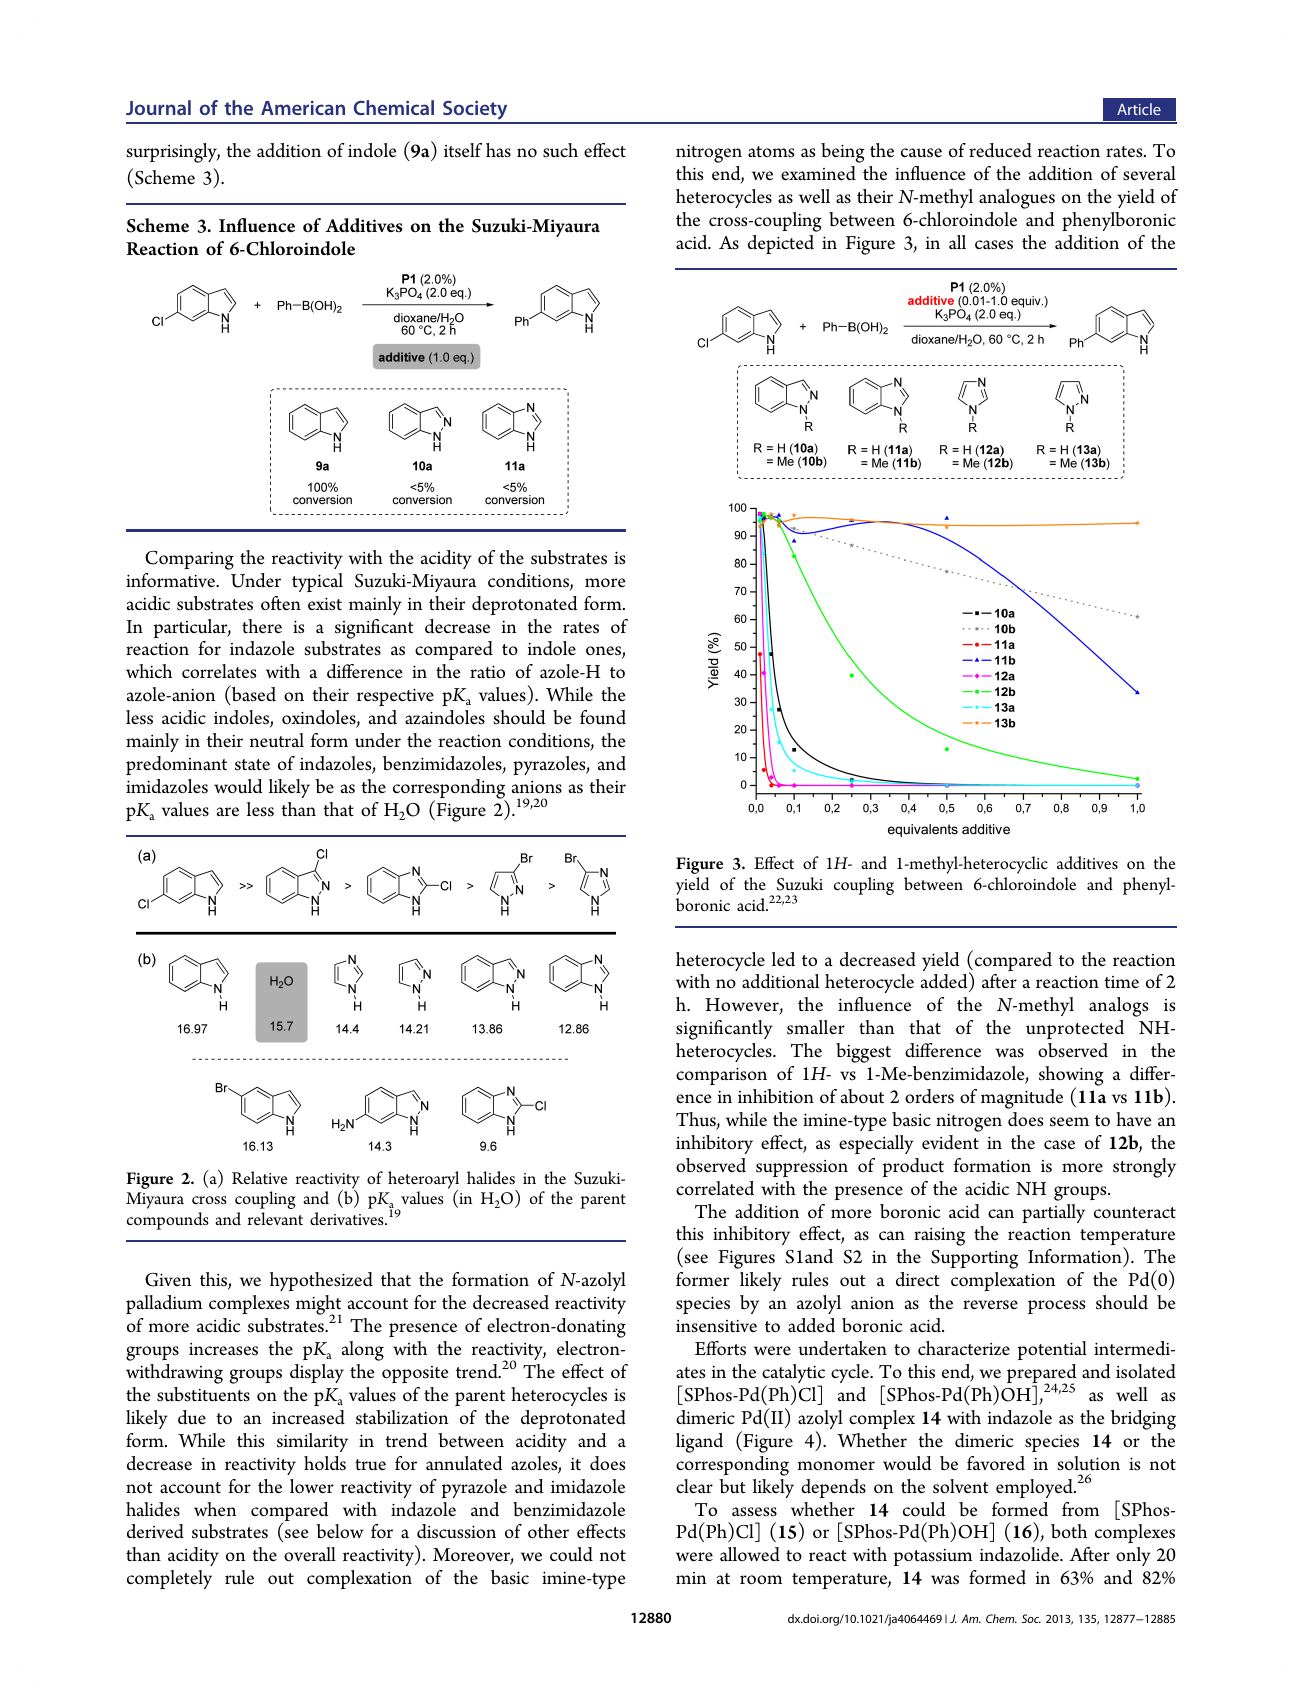 Journal of the American Chemical Society
Article
surprisingly, the addition of indole (9a) itself has no such effect
(Scheme 3).
Scheme 3. Influence of Additives on the Suzuki-Miyaura
Reaction of 6-Chloroindole
Cl
N
H
+
Ph−B(OH)2
P1 (2.0%)
K3PO4 (2.0 eq.)
dioxane/H2O
60 °C, 2 h
additive (1.0 eq.)
Ph
N
H
N
H
N
N
H
N
N
H
9a
10a
11a
100%
<5%
<5%
conversion
conversion
conversion
Comparing the reactivity with the acidity of the substrates is
informative. Under typical Suzuki-Miyaura conditions, more
acidic substrates often exist mainly in their deprotonated form.
In particular, there is a significant decrease in the rates of
reaction for indazole substrates as compared to indole ones,
which correlates with a difference in the ratio of azole-H to
azole-anion (based on their respective pKa values). While the
less acidic indoles, oxindoles, and azaindoles should be found
mainly in their neutral form under the reaction conditions, the
predominant state of indazoles, benzimidazoles, pyrazoles, and
imidazoles would likely be as the corresponding anions as their
pKa values are less than that of H2O (Figure 2).19,20
(a)
Cl
N
H
>>
Cl
N
N
H
>
N
Cl
N
H
>
Br
N
N
H
>
Br
N
N
H
(b)
N
H
H2O
N
N
H
N
N
H
N
N
H
N
N
H
16.97
15.7
14.4
14.21
13.86
12.86
Br
N
H
H2N
N
N
H
N
Cl
N
H
16.13
14.3
9.6
Figure 2. (a) Relative reactivity of heteroaryl halides in the Suzuki-
Miyaura cross coupling and (b) pKa values (in H2O) of the parent
compounds and relevant derivatives.19
Given this, we hypothesized that the formation of N-azolyl
palladium complexes might account for the decreased reactivity
of more acidic substrates.21 The presence of electron-donating
groups increases the pKa along with the reactivity, electron-
withdrawing groups display the opposite trend.20 The effect of
the substituents on the pKa values of the parent heterocycles is
likely due to an increased stabilization of the deprotonated
form. While this similarity in trend between acidity and a
decrease in reactivity holds true for annulated azoles, it does
not account for the lower reactivity of pyrazole and imidazole
halides when compared with indazole and benzimidazole
derived substrates (see below for a discussion of other effects
than acidity on the overall reactivity). Moreover, we could not
completely rule out complexation of the basic imine-type
nitrogen atoms as being the cause of reduced reaction rates. To
this end, we examined the influence of the addition of several
heterocycles as well as their N-methyl analogues on the yield of
the cross-coupling between 6-chloroindole and phenylboronic
acid. As depicted in Figure 3, in all cases the addition of the
Cl
N
H
+
Ph−B(OH)2
P1 (2.0%)
additive (0.01-1.0 equiv.)
K3PO4 (2.0 eq.)
dioxane/H2O, 60 °C, 2 h
Ph
N
H
N
N
R
N
N
R
N
N
R
N
N
R
R = H (10a)
R = H (11a)
R = H (12a)
R = H (13a)
= Me (10b)
= Me (11b)
= Me (12b)
= Me (13b)
Yield (%)
100
90
80
70
60
50
40
30
20
10
0
10a
10b
11a
11b
12a
12b
13a
13b
0,0 0,1 0,2 0,3 0,4 0,5 0,6 0,7 0,8 0,9 1,0
equivalents additive
Figure 3. Effect of 1H- and 1-methyl-heterocyclic additives on the
yield of the Suzuki coupling between 6-chloroindole and phenyl-
boronic acid.22,23
heterocycle led to a decreased yield (compared to the reaction
with no additional heterocycle added) after a reaction time of 2
h. However, the influence of the N-methyl analogs is
significantly smaller than that of the unprotected NH-
heterocycles. The biggest difference was observed in the
comparison of 1H- vs 1-Me-benzimidazole, showing a differ-
ence in inhibition of about 2 orders of magnitude (11a vs 11b).
Thus, while the imine-type basic nitrogen does seem to have an
inhibitory effect, as especially evident in the case of 12b, the
observed suppression of product formation is more strongly
correlated with the presence of the acidic NH groups.
The addition of more boronic acid can partially counteract
this inhibitory effect, as can raising the reaction temperature
(see Figures S1and S2 in the Supporting Information). The
former likely rules out a direct complexation of the Pd(0)
species by an azolyl anion as the reverse process should be
insensitive to added boronic acid.
Efforts were undertaken to characterize potential intermedi-
ates in the catalytic cycle. To this end, we prepared and isolated
[SPhos-Pd(Ph)Cl] and [SPhos-Pd(Ph)OH],24,25 as well as
dimeric Pd(II) azolyl complex 14 with indazole as the bridging
ligand (Figure 4). Whether the dimeric species 14 or the
corresponding monomer would be favored in solution is not
clear but likely depends on the solvent employed.26
To assess whether 14 could be formed from [SPhos-
Pd(Ph)Cl] (15) or [SPhos-Pd(Ph)OH] (16), both complexes
were allowed to react with potassium indazolide. After only 20
min at room temperature, 14 was formed in 63% and 82%
12880
dx.doi.org/10.1021/ja4064469 | J. Am. Chem. Soc. 2013, 135, 12877−12885